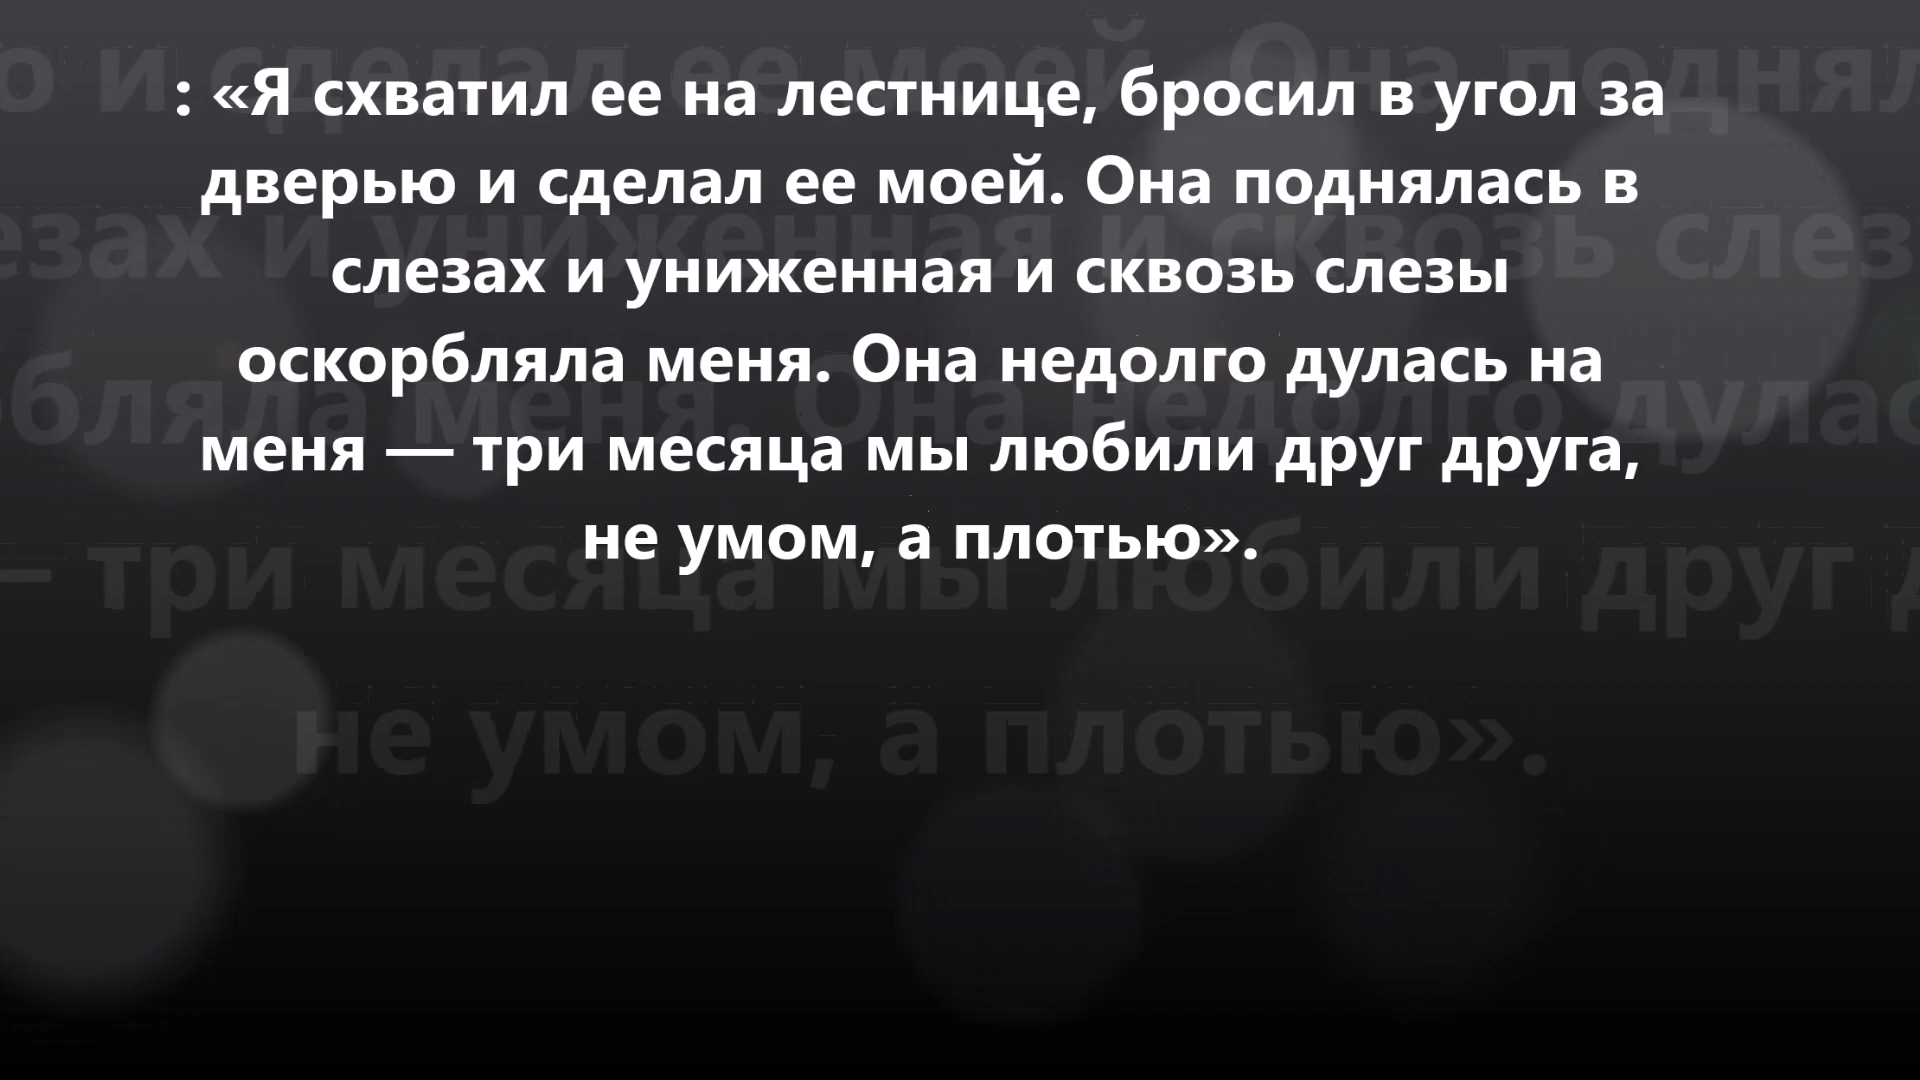 : «Я схватил ее на лестнице, бросил в угол за
дверью и сделал ее моей. Она поднялась в
слезах и униженная и сквозь слезы
оскорбляла меня. Она недолго дулась на
меня — три месяца мы любили друг друга,
не умом, а плотью».